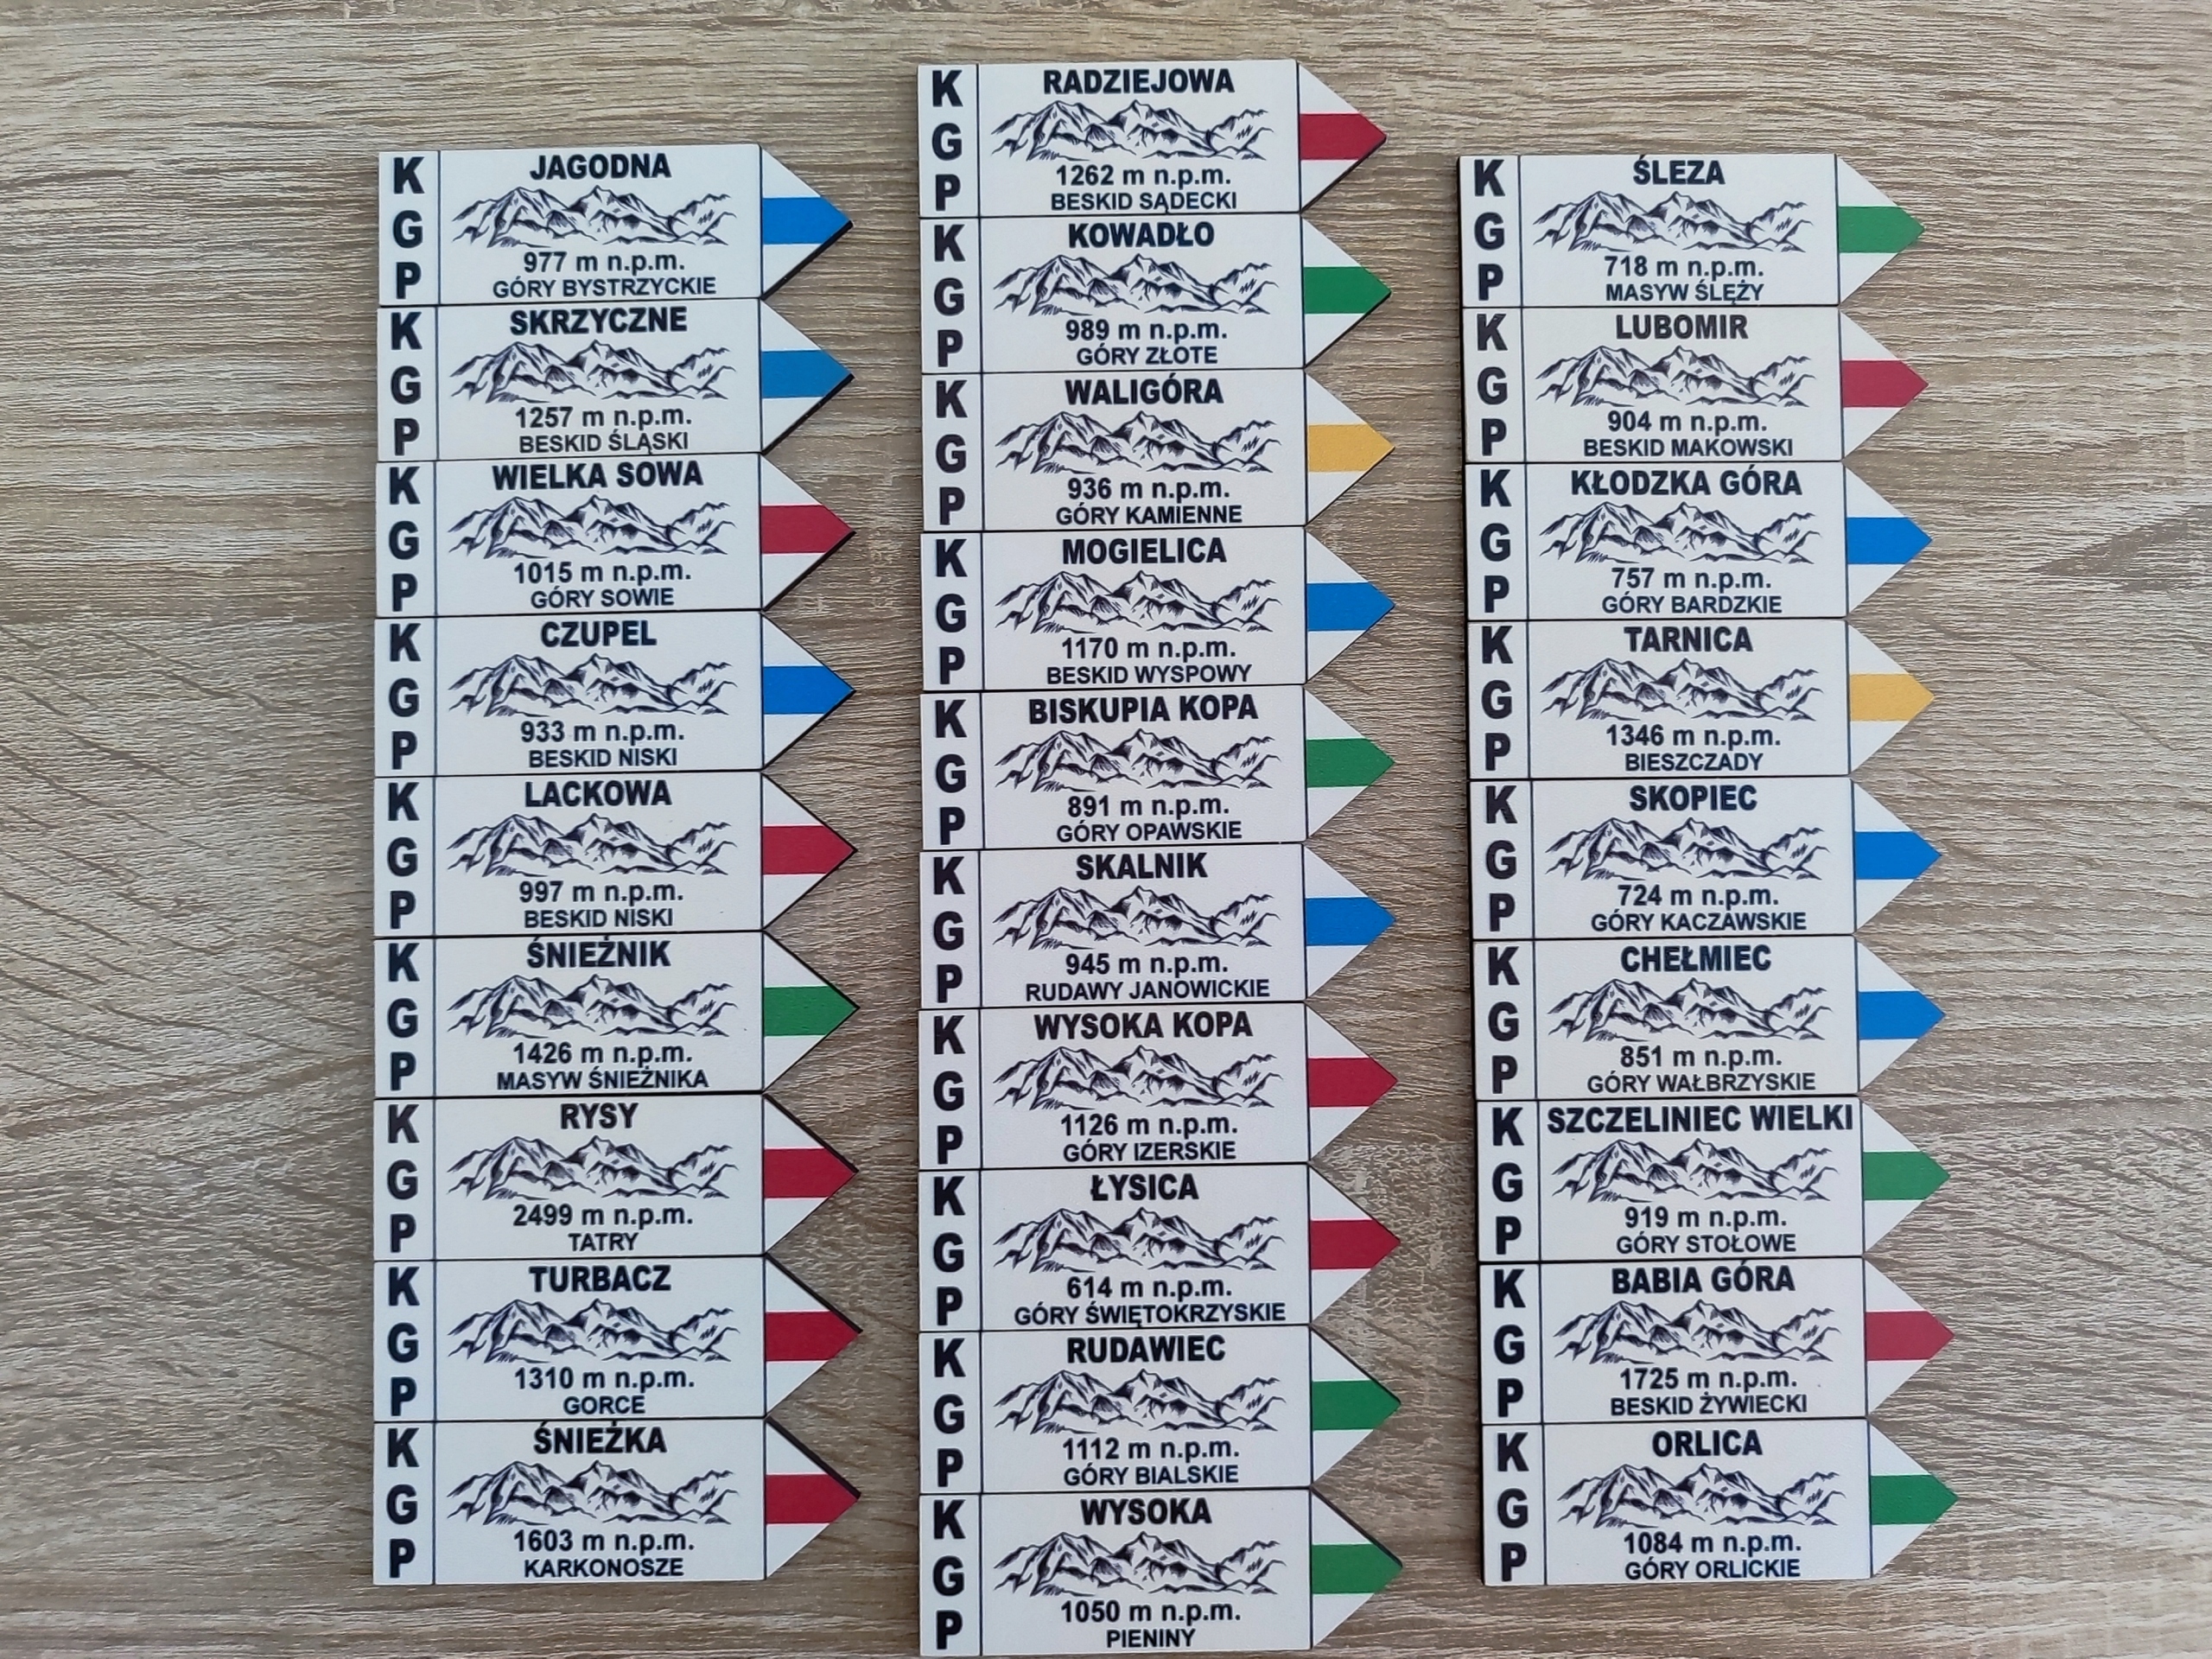 K G P
JAGODNA
977 m n.p.m.
GÓRY BYSTRZYCKIE
K G P
SKRZYCZNE
1257 m n.p.m.
BESKID ŚLĄSKI
K G P
WIELKA SOWA
1015 m n.p.m.
GÓRY SOWIE
K G P
CZUPEL
933 m n.p.m.
BESKID NISKI
K G P
LACKOWA
997 m n.p.m.
BESKID NISKI
K G P
ŚNIEŻNIK
1426 m n.p.m.
MASYW ŚNIEŻNIKA
K G P
RYSY
2499 m n.p.m.
TATRY
K G P
TURBACZ
1310 m n.p.m.
GORCE
K G P
ŚNIEŻKA
1603 m n.p.m.
KARKONOSZE
K G P
RADZIEJOWA
1262 m n.p.m.
BESKID SĄDECKI
K G P
KOWADŁO
989 m n.p.m.
GÓRY ZŁOTE
K G P
WALIGÓRA
936 m n.p.m.
GÓRY KAMIENNE
K G P
MOGIELICA
1170 m n.p.m.
BESKID WYSPOWY
K G P
BISKUPIA KOPA
891 m n.p.m.
GÓRY OPAWSKIE
K G P
SKALNIK
945 m n.p.m.
RUDAWY JANOWICKIE
K G P
WYSOKA KOPA
1126 m n.p.m.
GÓRY IZERSKIE
K G P
ŁYSICA
614 m n.p.m.
GÓRY ŚWIĘTOKRZYSKIE
K G P
RUDAWIEC
1112 m n.p.m.
GÓRY BIALSKIE
K G P
WYSOKA
1050 m n.p.m.
PIENINY
K G P
ŚLEZA
718 m n.p.m.
MASYW ŚLĘŻY
K G P
LUBOMIR
904 m n.p.m.
BESKID MAKOWSKI
K G P
KŁODZKA GÓRA
757 m n.p.m.
GÓRY BARDZKIE
K G P
TARNICA
1346 m n.p.m.
BIESZCZADY
K G P
SKOPIEC
724 m n.p.m.
GÓRY KACZAWSKIE
K G P
CHEŁMIEC
851 m n.p.m.
GÓRY WAŁBRZYSKIE
K G P
SZCZELINIEC WIELKI
919 m n.p.m.
GÓRY STOŁOWE
K G P
BABIA GÓRA
1725 m n.p.m.
BESKID ŻYWIECKI
K G P
ORLICA
1084 m n.p.m.
GÓRY ORLICKIE